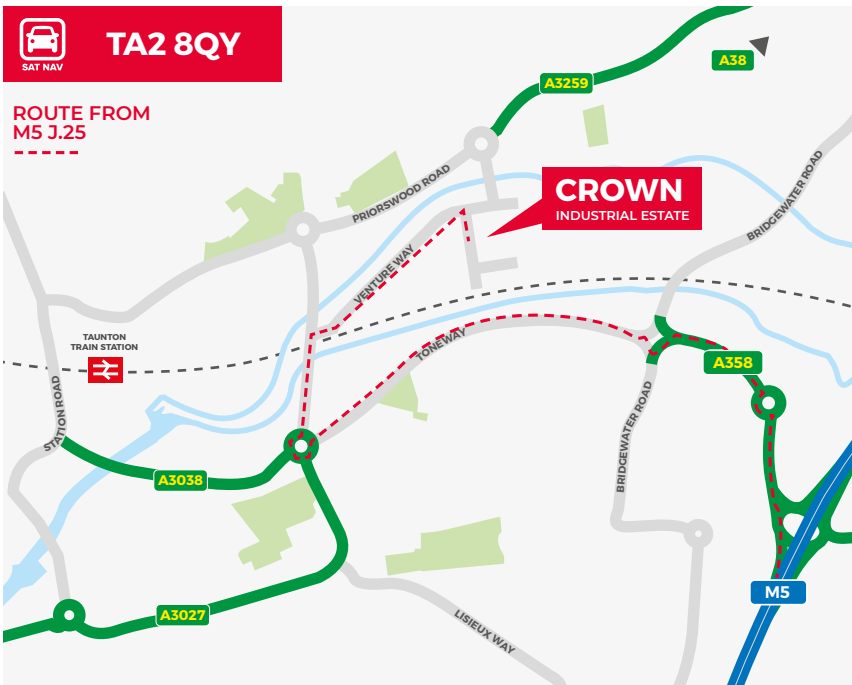 SAT NAV
TA2 8QY
ROUTE FROM
M5 J.25
A38
A3259
PRIORSWOOD ROAD
CROWN
INDUSTRIAL ESTATE
BRIDGEWATER ROAD
VENTURE WAY
TAUNTON
TRAIN STATION
TONEWAY
A358
STATION ROAD
BRIDGEWATER ROAD
A3038
M5
A3027
LISIEUX WAY